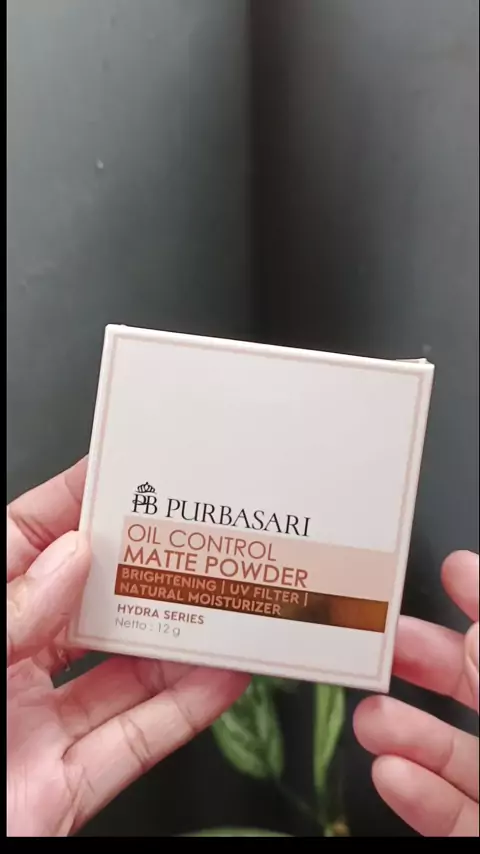 PB PURBASARI
OIL CONTROL
MATTE POWDER
BRIGHTENING | UV FILTER |
NATURAL MOISTURIZER
HYDRA SERIES
Netto : 12 g